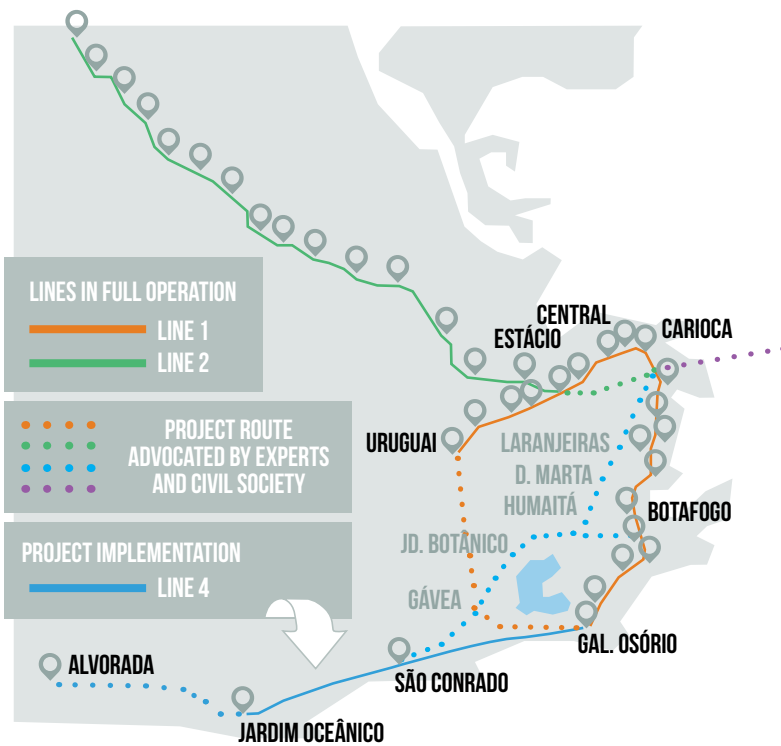 LINES IN FULL OPERATION
LINE 1
LINE 2
PROJECT ROUTE
ADVOCATED BY EXPERTS
AND CIVIL SOCIETY
PROJECT IMPLEMENTATION
LINE 4
CENTRAL
ESTÁCIO
CARIOCA
URUGUAI
LARANJEIRAS
D. MARTA
HUMAITÁ
BOTAFOGO
JD. BOTÂNICO
GÁVEA
GAL. OSÓRIO
SÃO CONRADO
ALVORADA
JARDIM OCEÂNICO